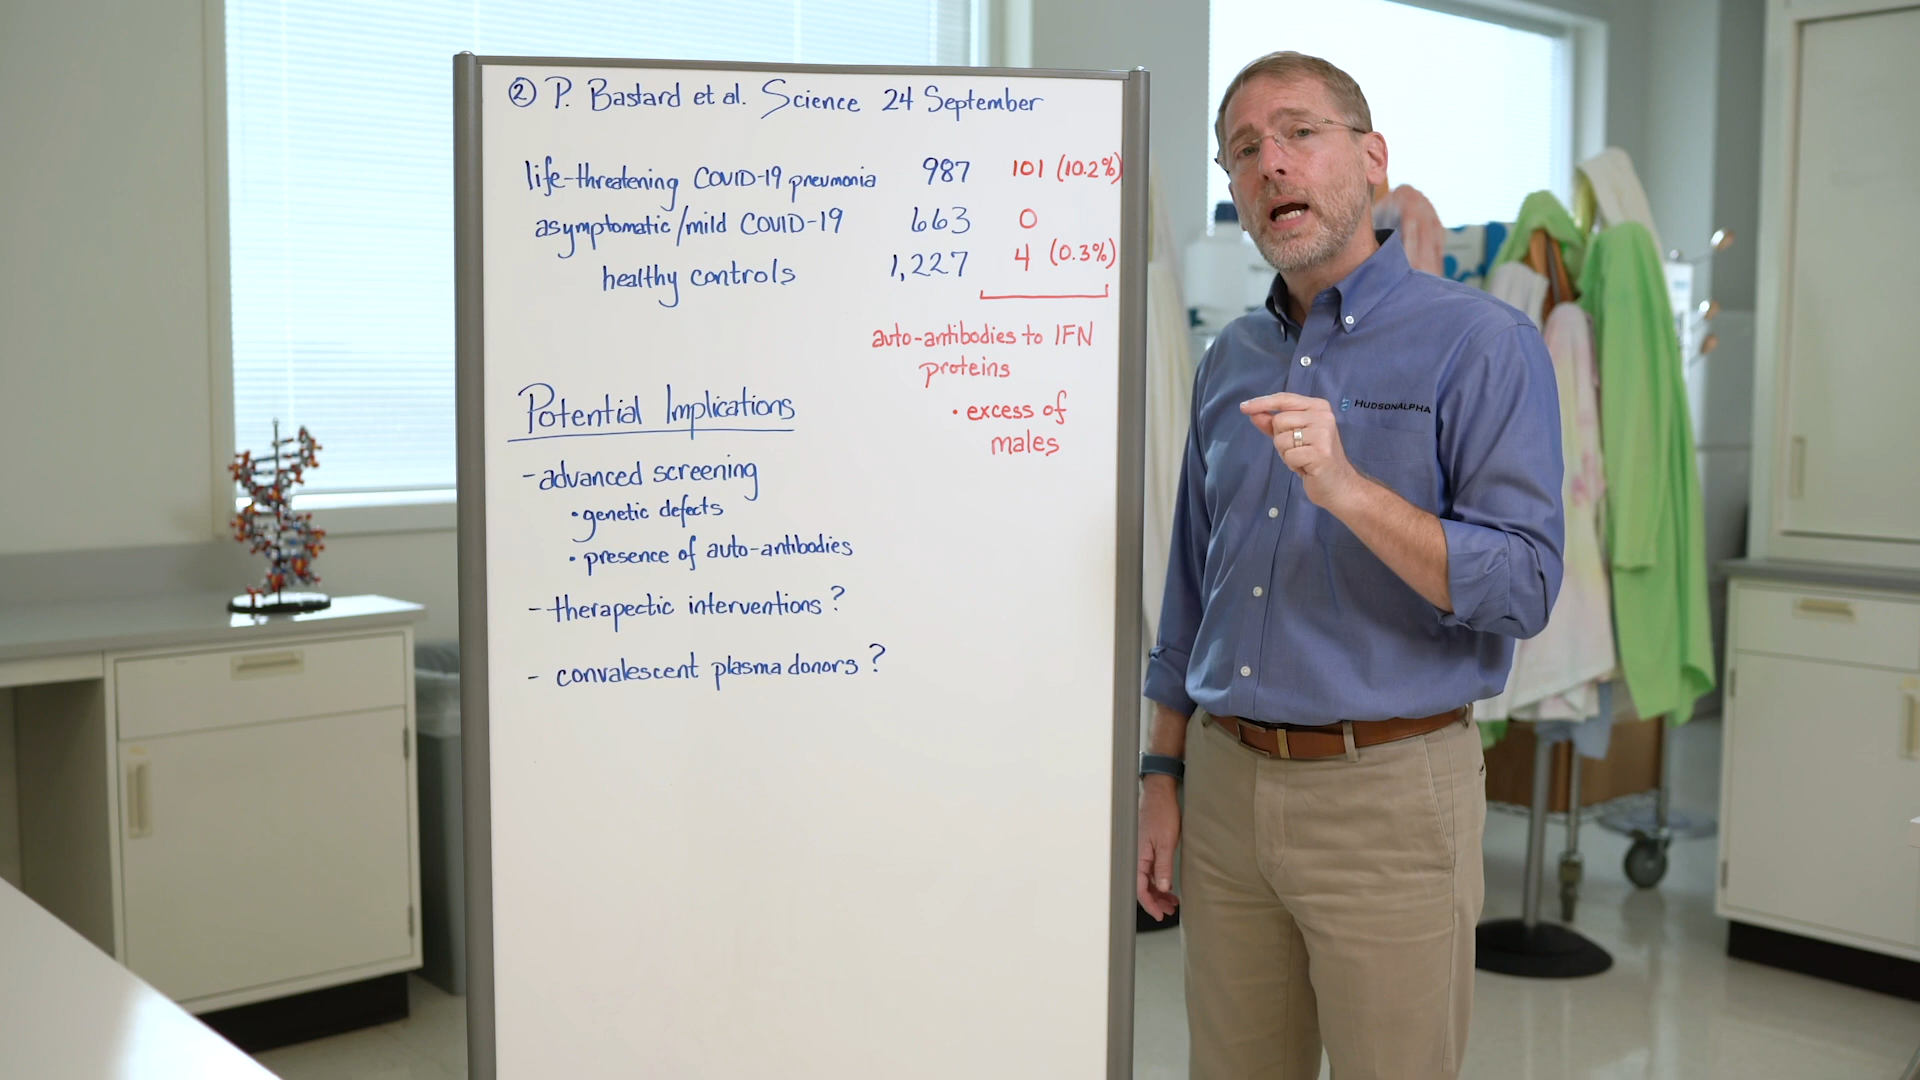 ② P. Bastard et al. Science 24 September
life-threatening COVID-19 pneumonia 987 101 (10.2%)
asymptomatic/mild COVID-19 663 0
healthy controls 1,227 4 (0.3%)
auto-antibodies to IFN
proteins
• excess of
males
Potential Implications
- advanced screening
• genetic defects
• presence of auto-antibodies
- therapectic interventions?
- convalescent plasma donors?
HUDSONALPHA